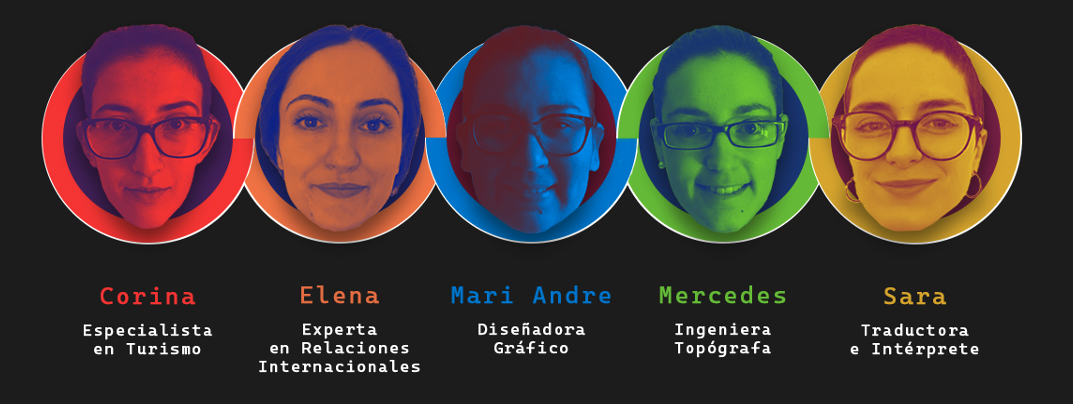 Corina
Especialista
en Turismo
Elena
Experta
en Relaciones
Internacionales
Mari Andre
Diseñadora
Gráfico
Mercedes
Ingeniera
Topógrafa
Sara
Traductora
e Intérprete